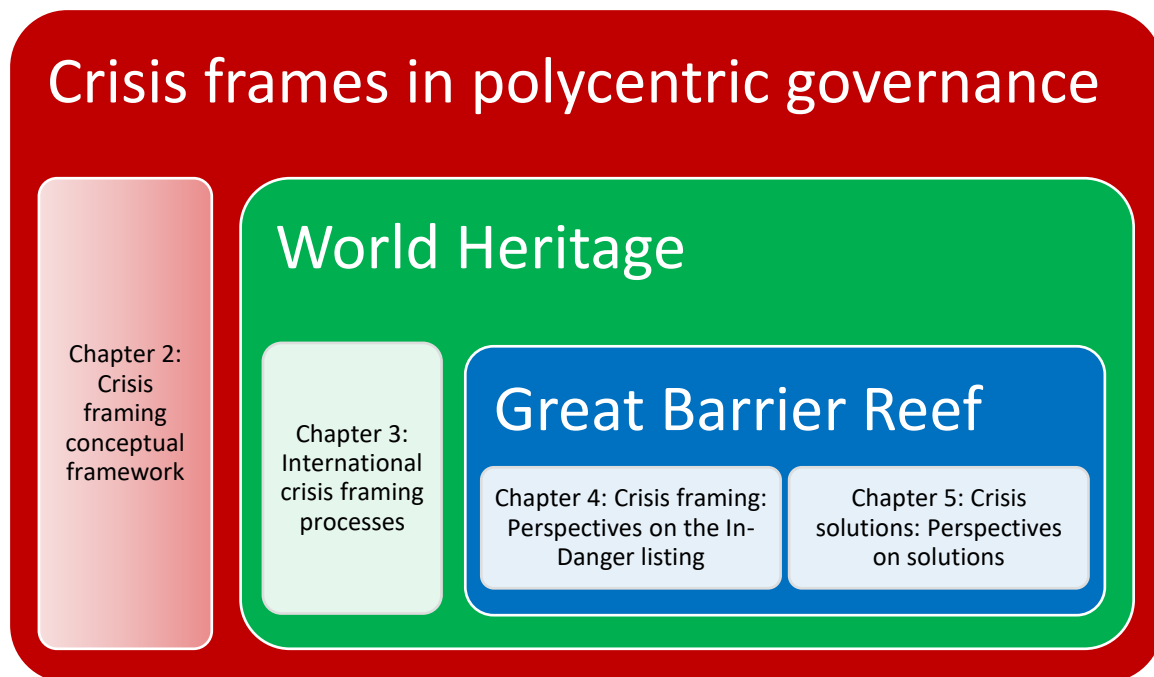 Crisis frames in polycentric governance
Chapter 2:
Crisis
framing
conceptual
framework
World Heritage
Chapter 3:
International
crisis framing
processes
Great Barrier Reef
Chapter 4: Crisis framing:
Perspectives on the In-
Danger listing
Chapter 5: Crisis
solutions: Perspectives
on solutions